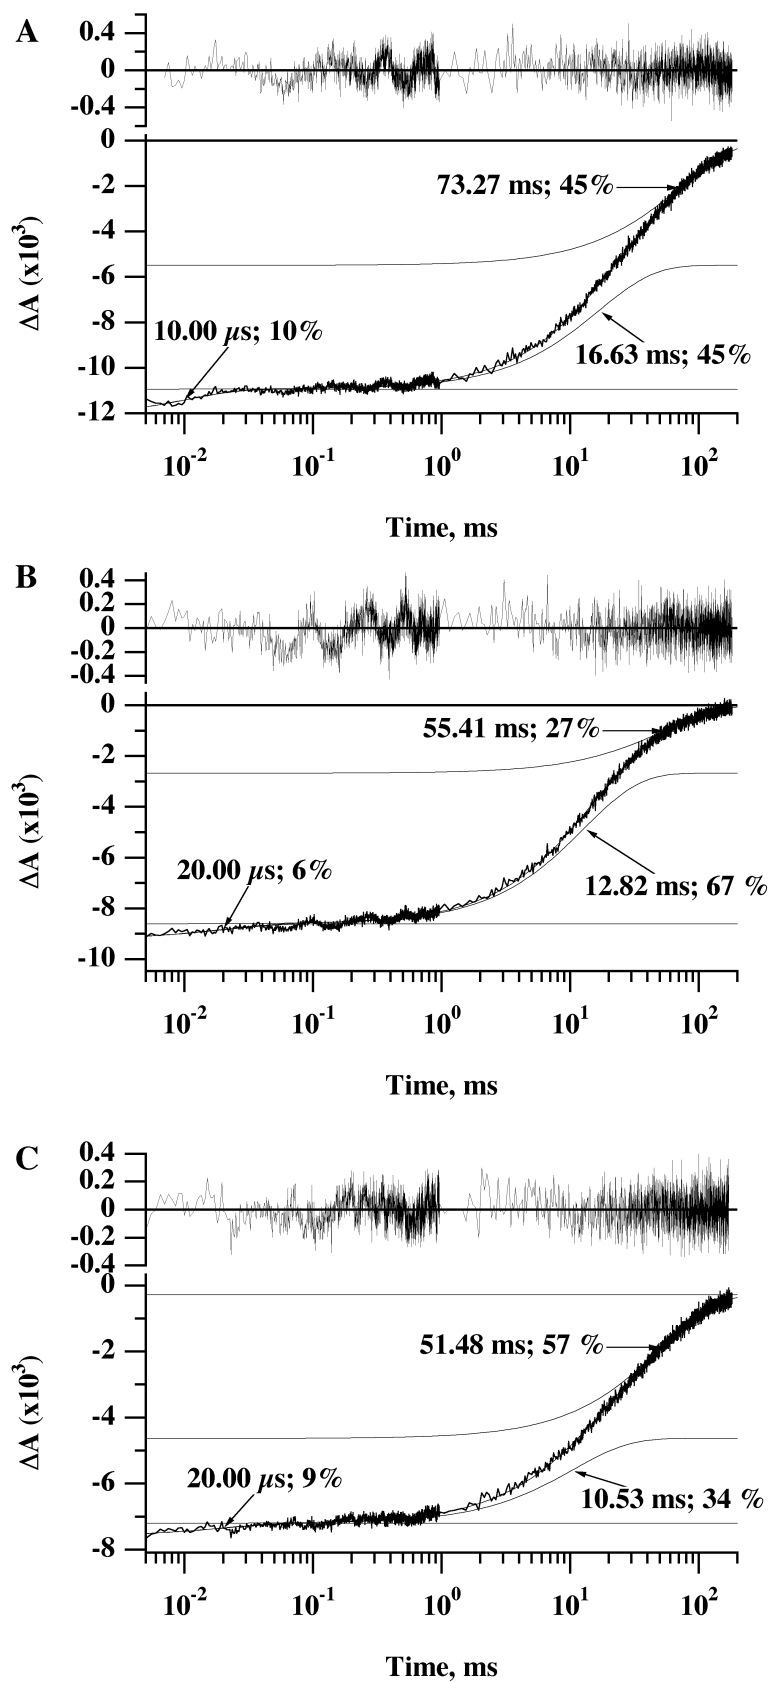 A
0.4
0
-0.4
0
-2
-4
-6
-8
-10
-12
ΔA (x10³)
73.27 ms; 45%
10.00 µs; 10%
16.63 ms; 45%
10⁻² 10⁻¹ 10⁰ 10¹ 10²
Time, ms
B
0.4
0.2
0
-0.2
-0.4
0
-2
-4
-6
-8
-10
ΔA (x10³)
55.41 ms; 27%
20.00 µs; 6%
12.82 ms; 67 %
10⁻² 10⁻¹ 10⁰ 10¹ 10²
Time, ms
C
0.4
0.2
0
-0.2
-0.4
0
-2
-4
-6
-8
ΔA (x10³)
51.48 ms; 57 %
20.00 µs; 9%
10.53 ms; 34 %
10⁻² 10⁻¹ 10⁰ 10¹ 10²
Time, ms